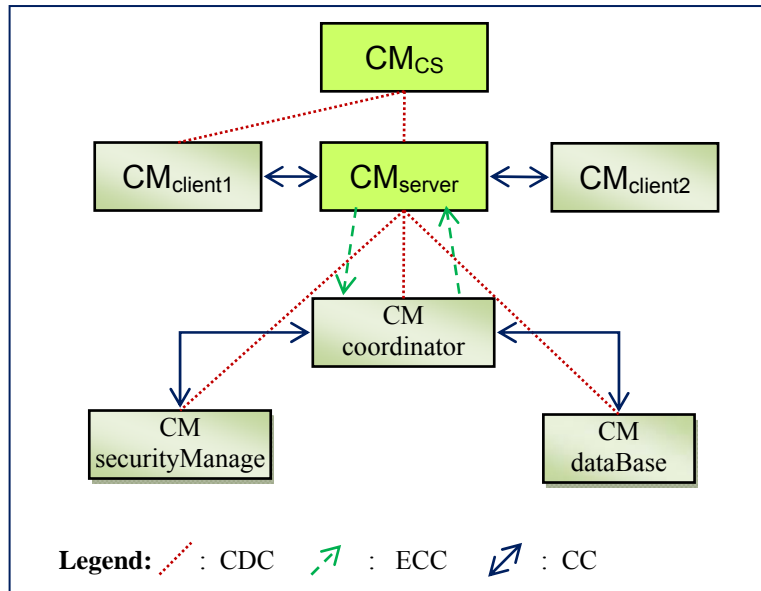 CMCS
CMclient1
CMserver
CMclient2
CM
coordinator
CM
securityManage
CM
dataBase
Legend: : CDC : ECC : CC